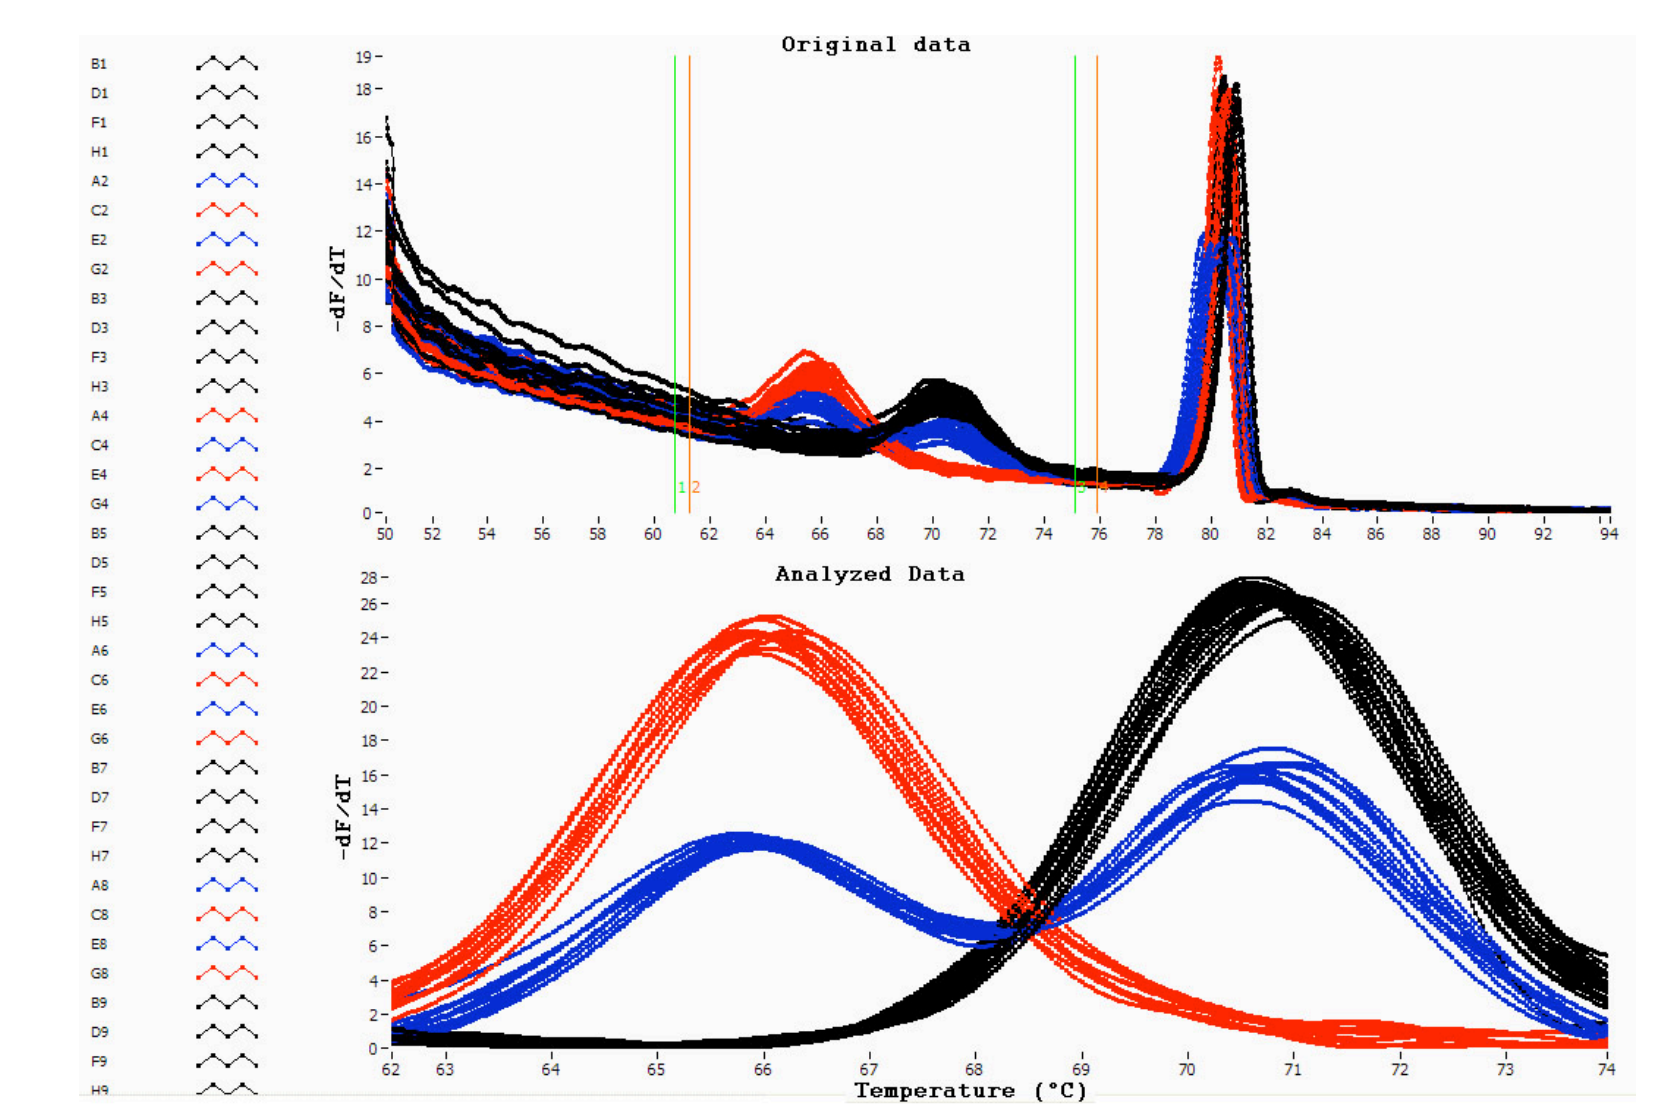 Original data
B1
D1
F1
H1
A2
C2
E2
G2
B3
D3
F3
H3
A4
C4
E4
G4
B5
D5
F5
H5
A6
C6
E6
G6
B7
D7
F7
H7
A8
C8
E8
G8
B9
D9
F9
H9
-dF/dT
19
18
16
14
12
10
8
6
4
2
0
1 2 3 4
50 52 54 56 58 60 62 64 66 68 70 72 74 76 78 80 82 84 86 88 90 92 94
Analyzed Data
-dF/dT
28
26
24
22
20
18
16
14
12
10
8
6
4
2
0
62 63 64 65 66 67 68 69 70 71 72 73 74
Temperature (°C)